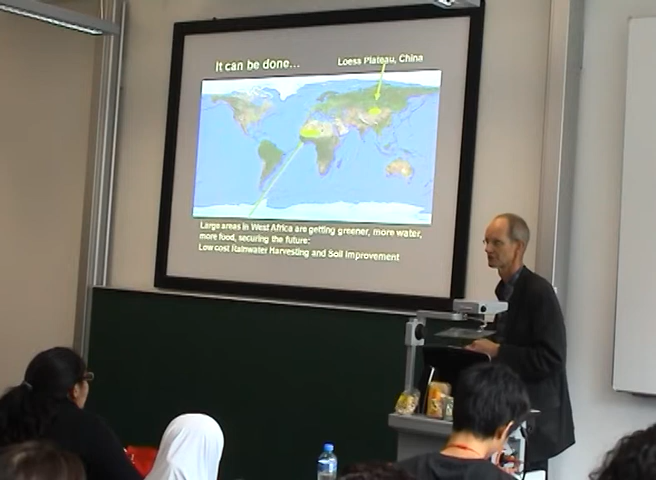 It can be done...
Loess Plateau, China
Large areas in West Africa are getting greener, more water,
more food, securing the future:
Low cost Rainwater Harvesting and Soil Improvement